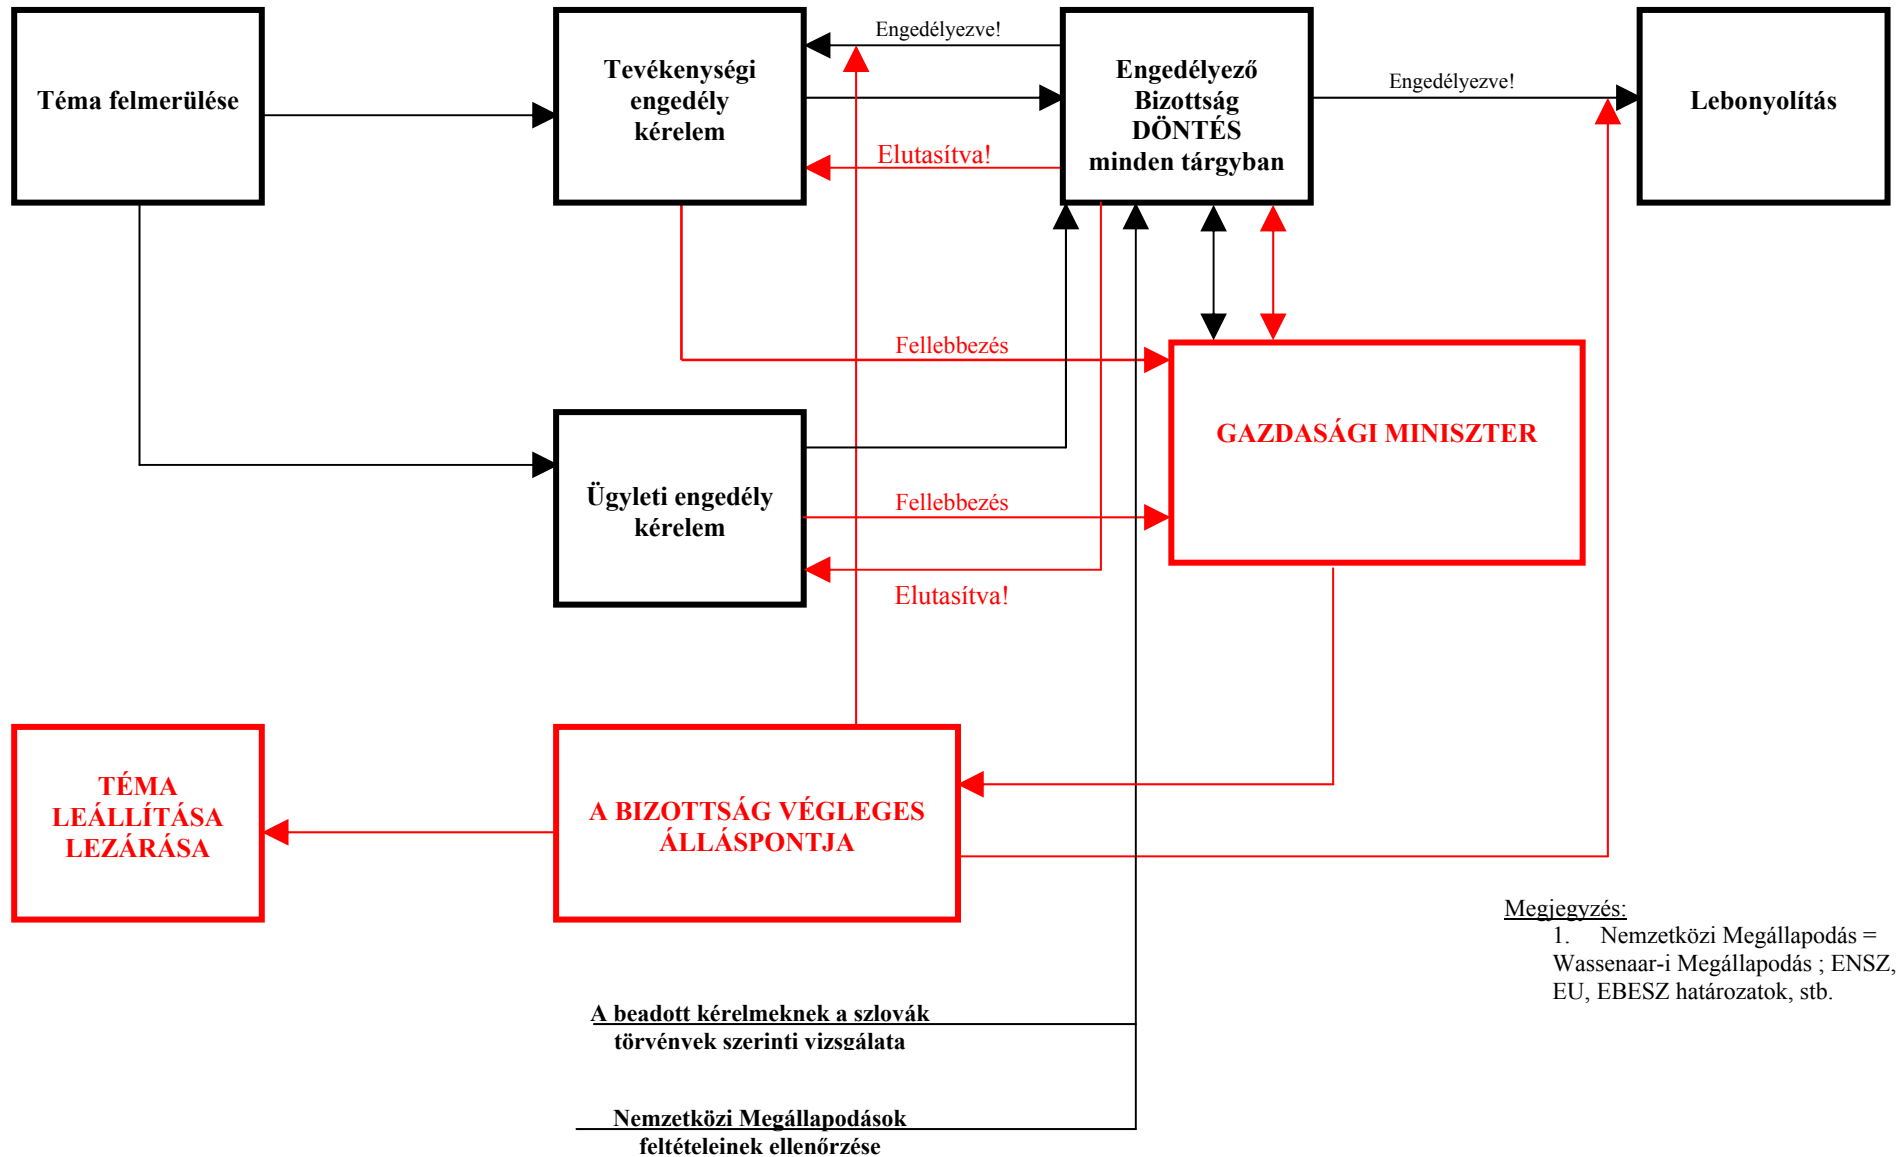 Téma felmerülése
Tevékenységi
engedély
kérelem
Engedélyezve!
Elutasítva!
Engedélyező
Bizottság
DÖNTÉS
minden tárgyban
Engedélyezve!
Lebonyolítás
Fellebbezés
GAZDASÁGI MINISZTER
Ügyleti engedély
kérelem
Fellebbezés
Elutasítva!
TÉMA
LEÁLLÍTÁSA
LEZÁRÁSA
A BIZOTTSÁG VÉGLEGES
ÁLLÁSPONTJA
Megjegyzés:
1. Nemzetközi Megállapodás =
Wassenaar-i Megállapodás ; ENSZ,
EU, EBESZ határozatok, stb.
A beadott kérelmeknek a szlovák
törvények szerinti vizsgálata
Nemzetközi Megállapodások
feltételeinek ellenőrzése